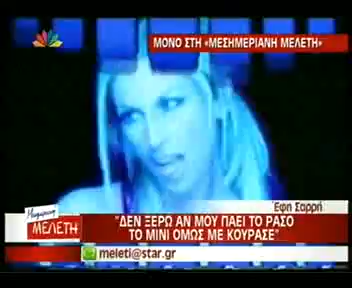 ΜΟΝΟ ΣΤΗ «ΜΕΣΗΜΕΡΙΑΝΗ ΜΕΛΕΤΗ»
Έφη Σαρρή
Μεσημεριανή
ΜΕΛΕΤΗ
"ΔΕΝ ΞΕΡΩ ΑΝ ΜΟΥ ΠΑΕΙ ΤΟ ΡΑΣΟ
ΤΟ ΜΙΝΙ ΟΜΩΣ ΜΕ ΚΟΥΡΑΣΕ"
meleti@star.gr